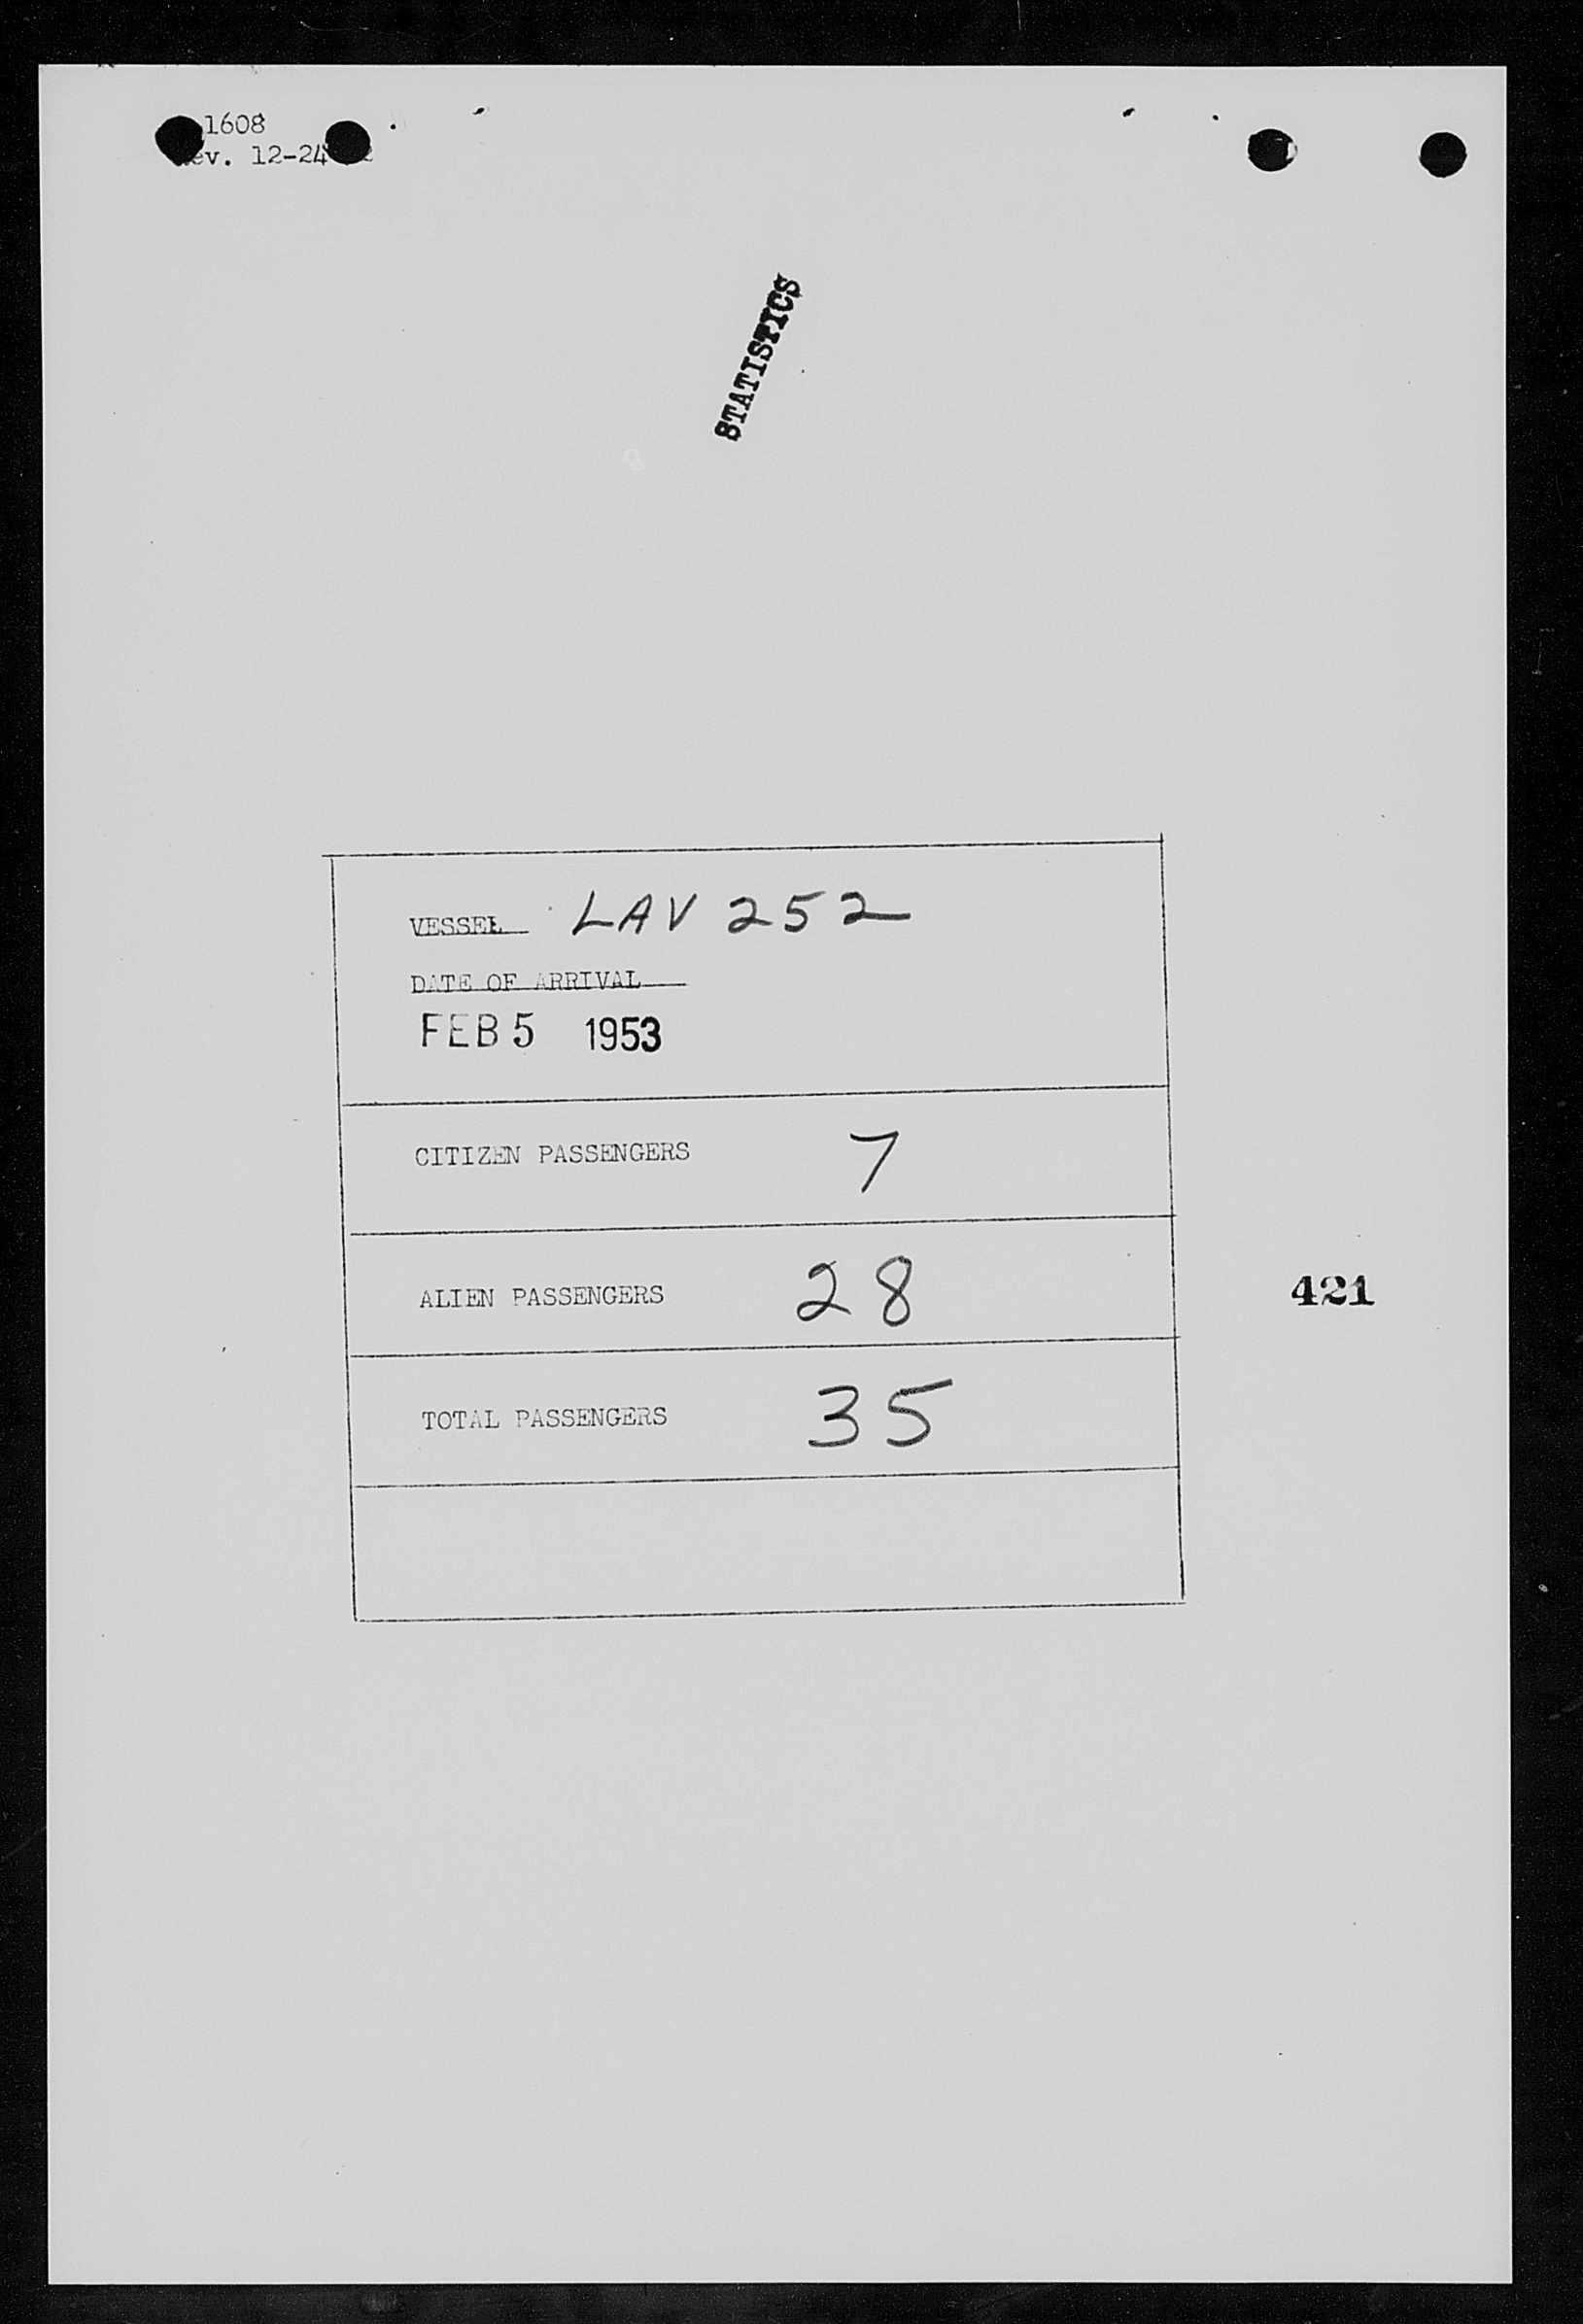 1608
ev. 12-24
STATISTICS
VESSEL LAV 252
DATE OF ARRIVAL
FEB 5 1953
CITIZEN PASSENGERS 7
ALIEN PASSENGERS 28
421
TOTAL PASSENGERS 35